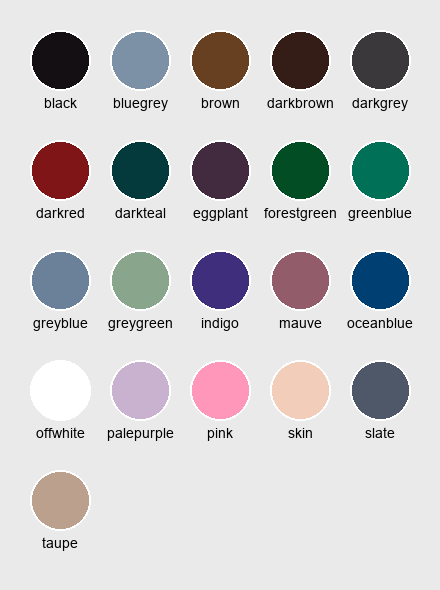 black bluegrey brown darkbrown darkgrey
darkred darkteal eggplant forestgreen greenblue
greyblue greygreen indigo mauve oceanblue
offwhite palepurple pink skin slate
taupe